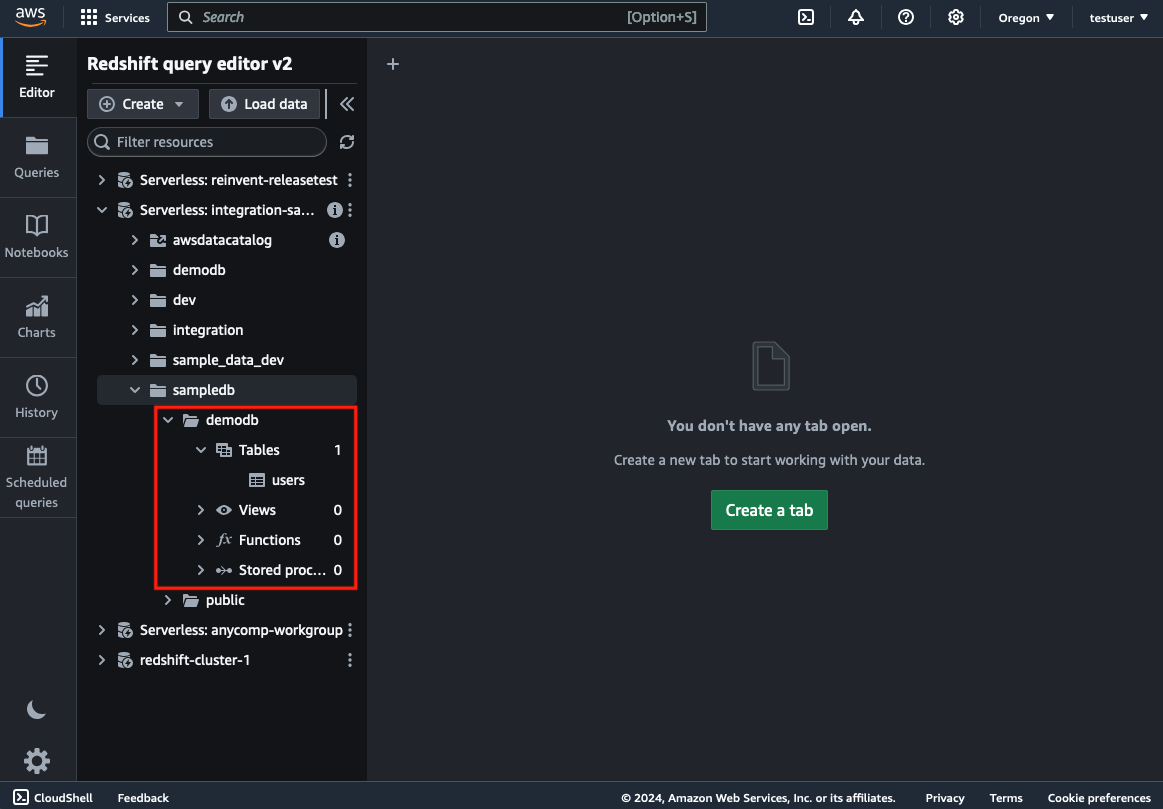 aws
Services
Search
[Option+S]
Oregon
testuser
Editor
Queries
Notebooks
Charts
History
Scheduled
queries
Redshift query editor v2
Create
Load data
Filter resources
Serverless: reinvent-releasetest
Serverless: integration-sa...
awsdatacatalog
demodb
dev
integration
sample_data_dev
sampledb
demodb
Tables 1
users
Views 0
fx Functions 0
Stored proc... 0
public
Serverless: anycomp-workgroup
redshift-cluster-1
You don't have any tab open.
Create a new tab to start working with your data.
Create a tab
CloudShell
Feedback
© 2024, Amazon Web Services, Inc. or its affiliates.
Privacy
Terms
Cookie preferences